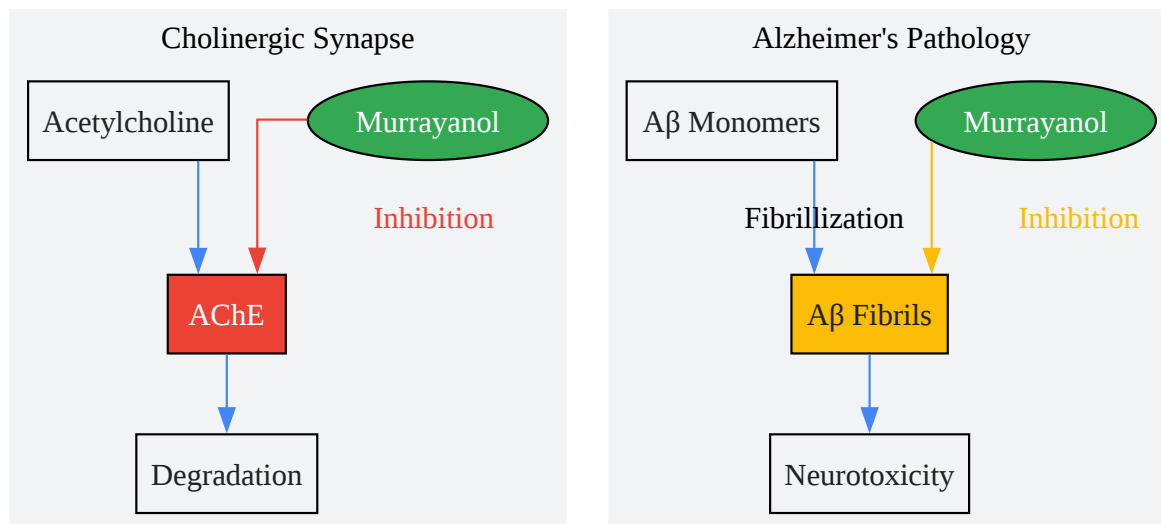 Cholinergic Synapse
Acetylcholine
Murrayanol
Inhibition
AChE
Degradation
Alzheimer's Pathology
Aβ Monomers
Murrayanol
Fibrillization
Inhibition
Aβ Fibrils
Neurotoxicity